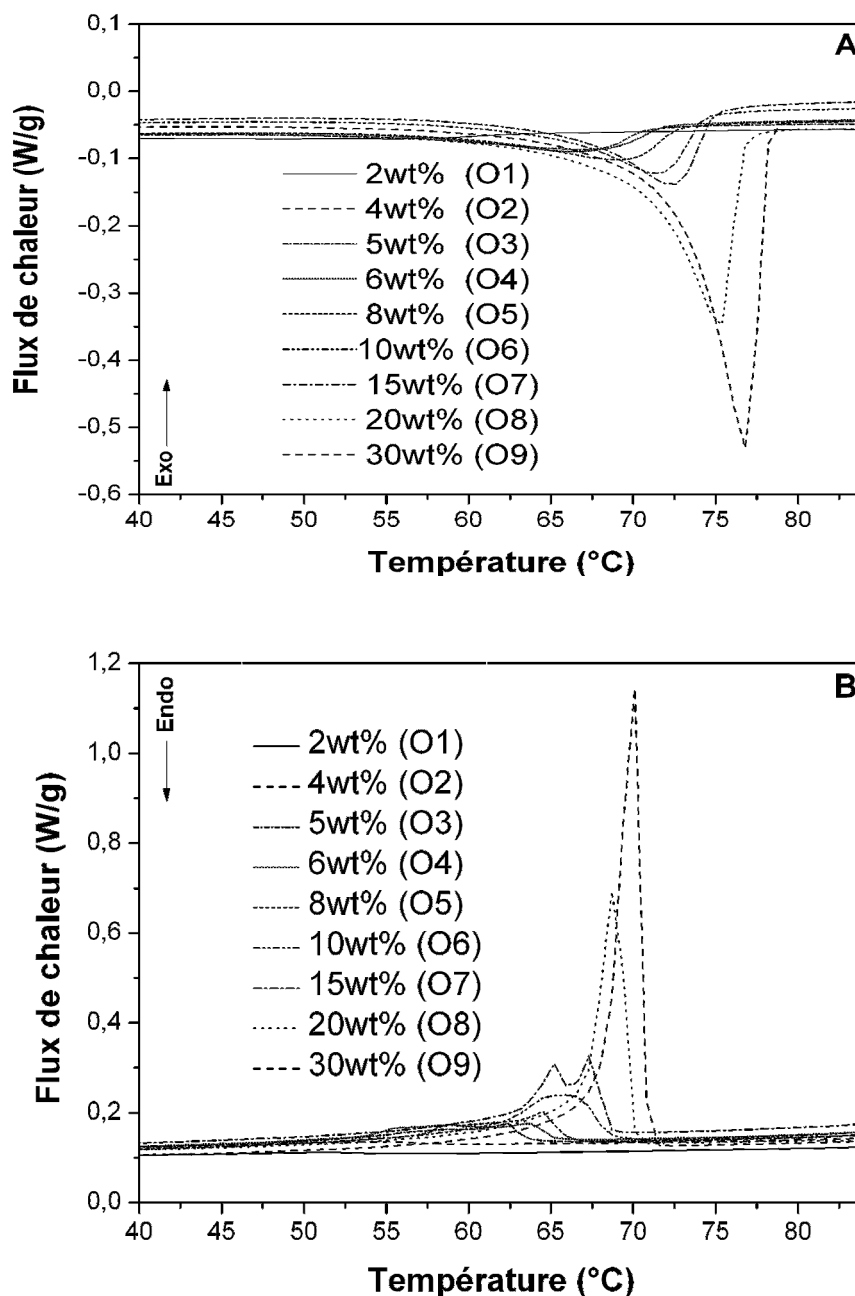 0,1
0,0
-0,1
-0,2
-0,3
-0,4
-0,5
-0,6
Flux de chaleur (W/g)
A
2wt% (O1)
4wt% (O2)
5wt% (O3)
6wt% (O4)
8wt% (O5)
10wt% (O6)
15wt% (O7)
20wt% (O8)
30wt% (O9)
Exo
40 45 50 55 60 65 70 75 80
Température (°C)
1,2
1,0
0,8
0,6
0,4
0,2
0,0
Flux de chaleur (W/g)
B
Endo
2wt% (O1)
4wt% (O2)
5wt% (O3)
6wt% (O4)
8wt% (O5)
10wt% (O6)
15wt% (O7)
20wt% (O8)
30wt% (O9)
40 45 50 55 60 65 70 75 80
Température (°C)